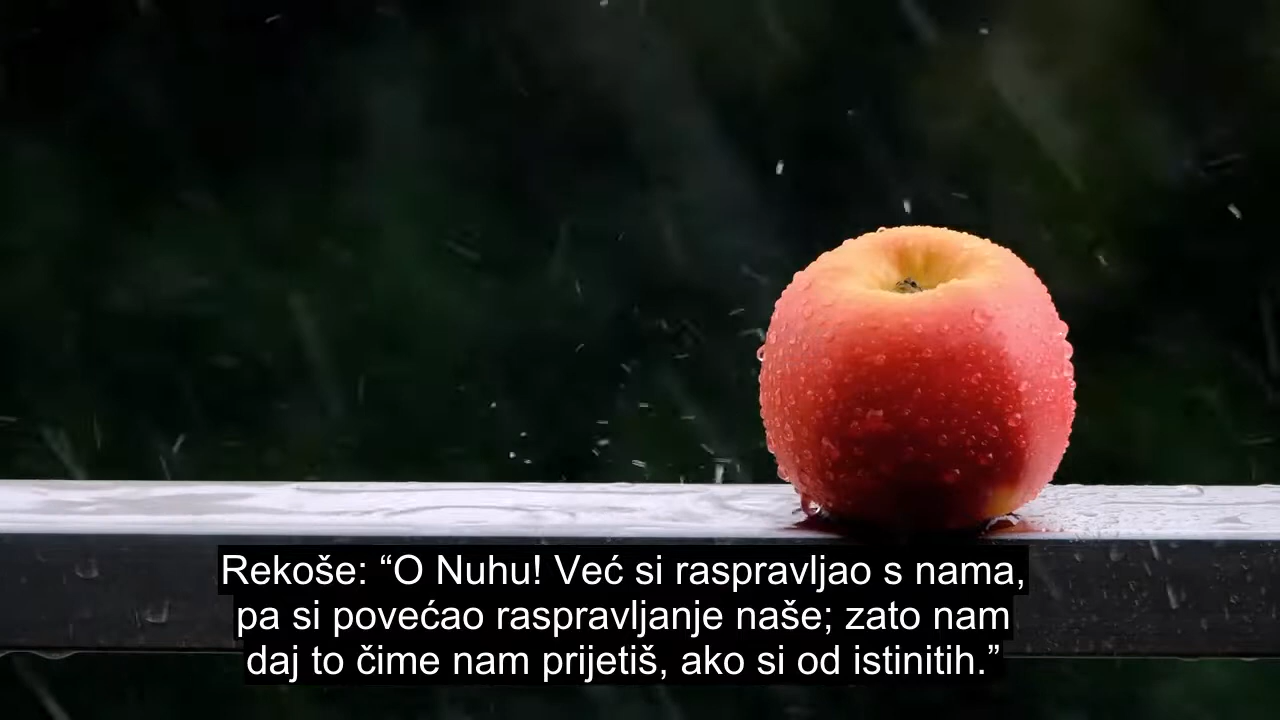 Rekoše: “O Nuhu! Već si raspravljao s nama,
pa si povećao raspravljanje naše; zato nam
daj to čime nam prijetiš, ako si od istinitih.”